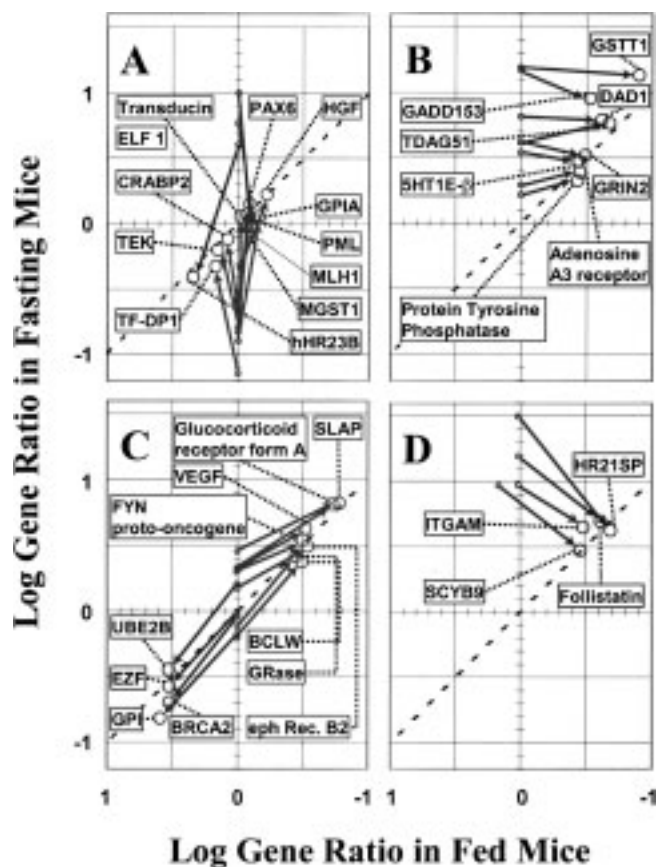 Log Gene Ratio in Fasting Mice
A
Transducin
PAX6
HGF
ELF 1
CRABP2
GPIA
TEK
PML
MLH1
MGST1
TF-DP1
hHR23B
1
0
-1
B
GSTT1
DAD1
GADD153
TDAG51
5HT1E-β
GRIN2
Adenosine
A3 receptor
Protein Tyrosine
Phosphatase
C
Glucocorticoid
receptor form A
SLAP
VEGF
FYN
proto-oncogene
UBE2B
BCLW
EZF
GRase
GPI
BRCA2
eph Rec. B2
1
0
-1
1
0
-1
D
HR21SP
ITGAM
SCYB9
Follistatin
1
0
-1
Log Gene Ratio in Fed Mice